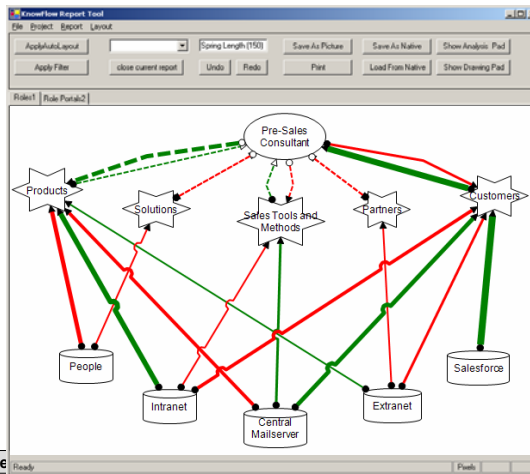 KnowFlow Report Tool
File Project Report Layout
ApplyAutoLayout
Spring Length (150)
Save As Picture
Save As Native
Show Analysis Pad
Apply Filter
close current report
Undo
Redo
Print
Load From Native
Show Drawing Pad
Roles1
Role Portals2
Pre-Sales
Consultant
Products
Solutions
Sales Tools and
Methods
Partners
Customers
People
Intranet
Central
Mailserver
Extranet
Salesforce
e
Ready
Pixels